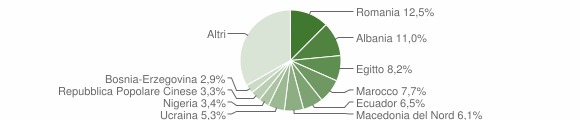 Romania 12,5%
Altri
Albania 11,0%
Egitto 8,2%
Bosnia-Erzegovina 2,9%
Repubblica Popolare Cinese 3,3%
Marocco 7,7%
Nigeria 3,4%
Ecuador 6,5%
Ucraina 5,3%
Macedonia del Nord 6,1%